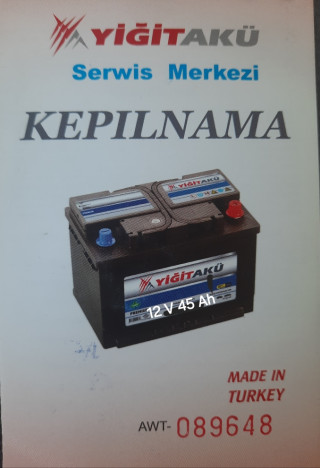 YİĞİTAKÜ
Serwis Merkezi
KEPILNAMA
YİĞİTAKÜ
YİĞİTAKÜ
12 V 45 Ah
MADE IN
TURKEY
AWT- 089648